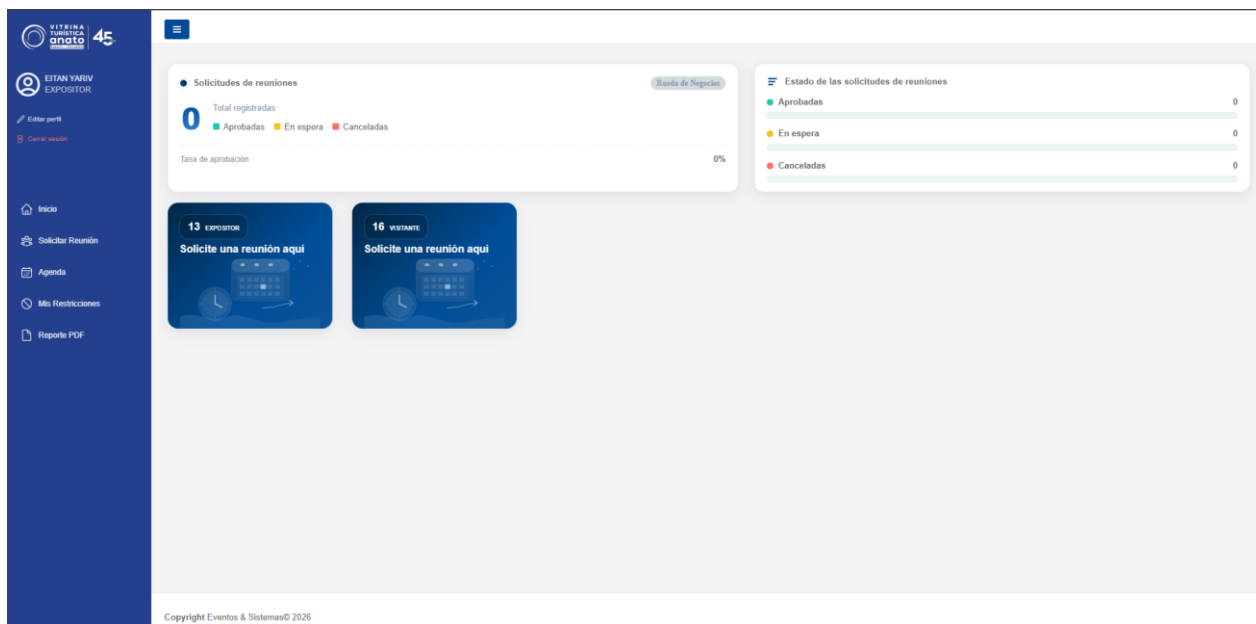 VITRINA
TURÍSTICA
anato
45
EITAN YARIV
EXPOSITOR
Editar perfil
Cerrar sesión
Inicio
Solicitar Reunión
Agenda
Mis Restricciones
Reporte PDF
Solicitudes de reuniones
Rueda de Negocios
0
Total registradas
Aprobadas
En espera
Canceladas
Tasa de aprobación
0%
Estado de las solicitudes de reuniones
Aprobadas
0
En espera
0
Canceladas
0
13 EXPOSITOR
Solicite una reunión aquí
16 VISITANTE
Solicite una reunión aquí
Copyright Eventos & Sistemas© 2026